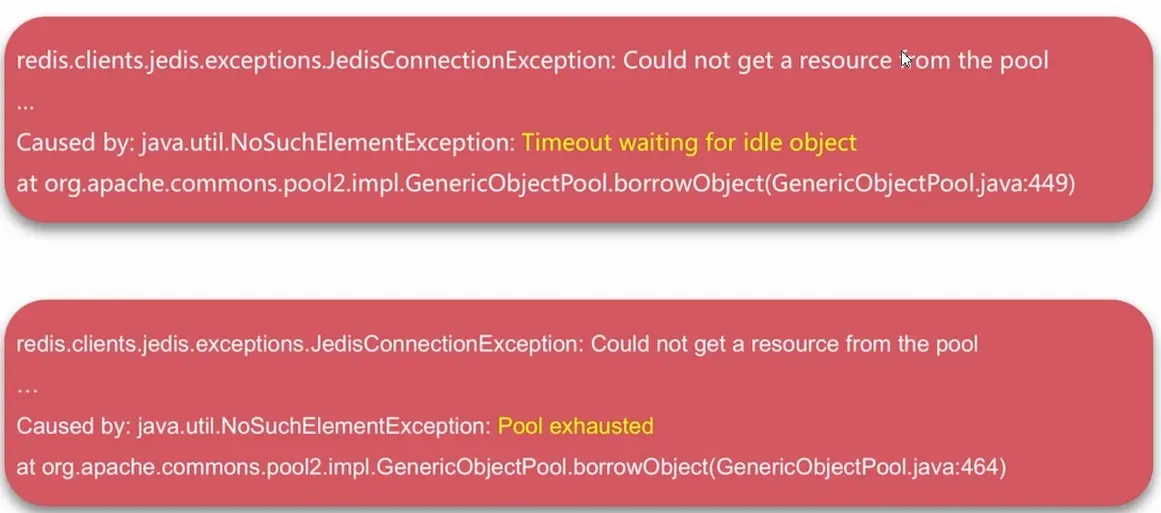 redis.clients.jedis.exceptions.JedisConnectionException: Could not get a resource from the pool
...
Caused by: java.util.NoSuchElementException: Timeout waiting for idle object
at org.apache.commons.pool2.impl.GenericObjectPool.borrowObject(GenericObjectPool.java:449)
redis.clients.jedis.exceptions.JedisConnectionException: Could not get a resource from the pool
…
Caused by: java.util.NoSuchElementException: Pool exhausted
at org.apache.commons.pool2.impl.GenericObjectPool.borrowObject(GenericObjectPool.java:464)